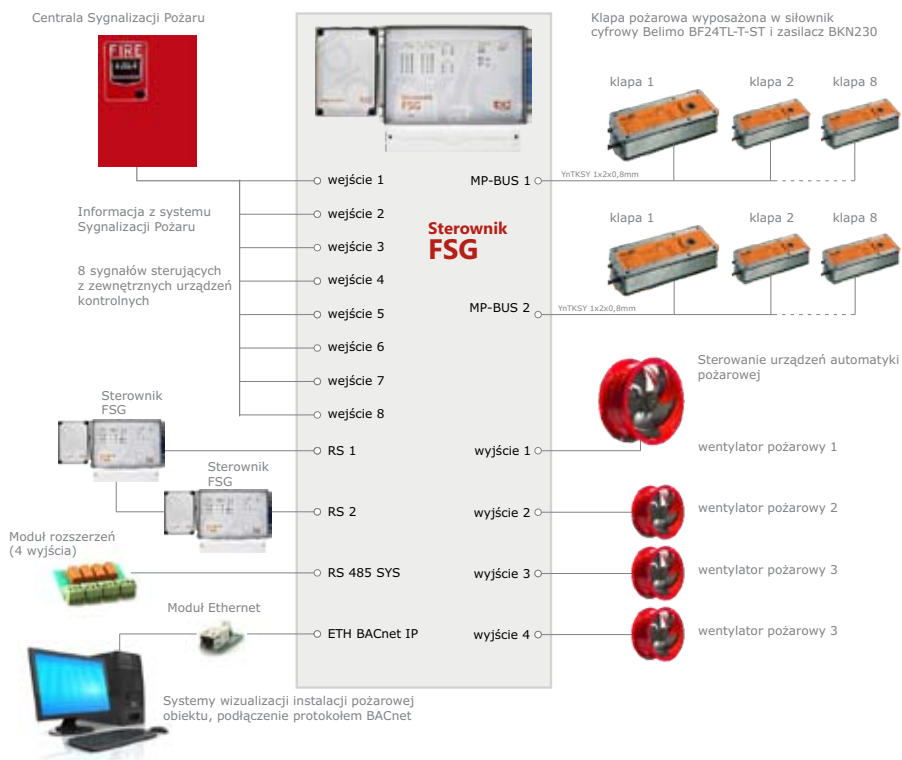 Centrala Sygnalizacji Pożaru
FIRE
Sterownik
FSG
Klapa pożarowa wyposażona w siłownik
cyfrowy Belimo BF24TL-T-ST i zasilacz BKN230
klapa 1
klapa 2
klapa 8
YnTKSY 1x2x0,8mm
wejście 1
wejście 2
wejście 3
wejście 4
wejście 5
wejście 6
wejście 7
wejście 8
MP-BUS 1
Informacja z systemu
Sygnalizacji Pożaru
8 sygnałów sterujących
z zewnętrznych urządzeń
kontrolnych
Sterownik
FSG
klapa 1
klapa 2
klapa 8
MP-BUS 2
YnTKSY 1x2x0,8mm
Sterowanie urządzeń automatyki
pożarowej
Sterownik
FSG
RS 1
wyjście 1
wentylator pożarowy 1
Sterownik
FSG
RS 2
wyjście 2
wentylator pożarowy 2
Moduł rozszerzeń
(4 wyjścia)
RS 485 SYS
wyjście 3
wentylator pożarowy 3
Moduł Ethernet
ETH BACnet IP
wyjście 4
wentylator pożarowy 3
Systemy wizualizacji instalacji pożarowej
obiektu, podłączenie protokołem BACnet